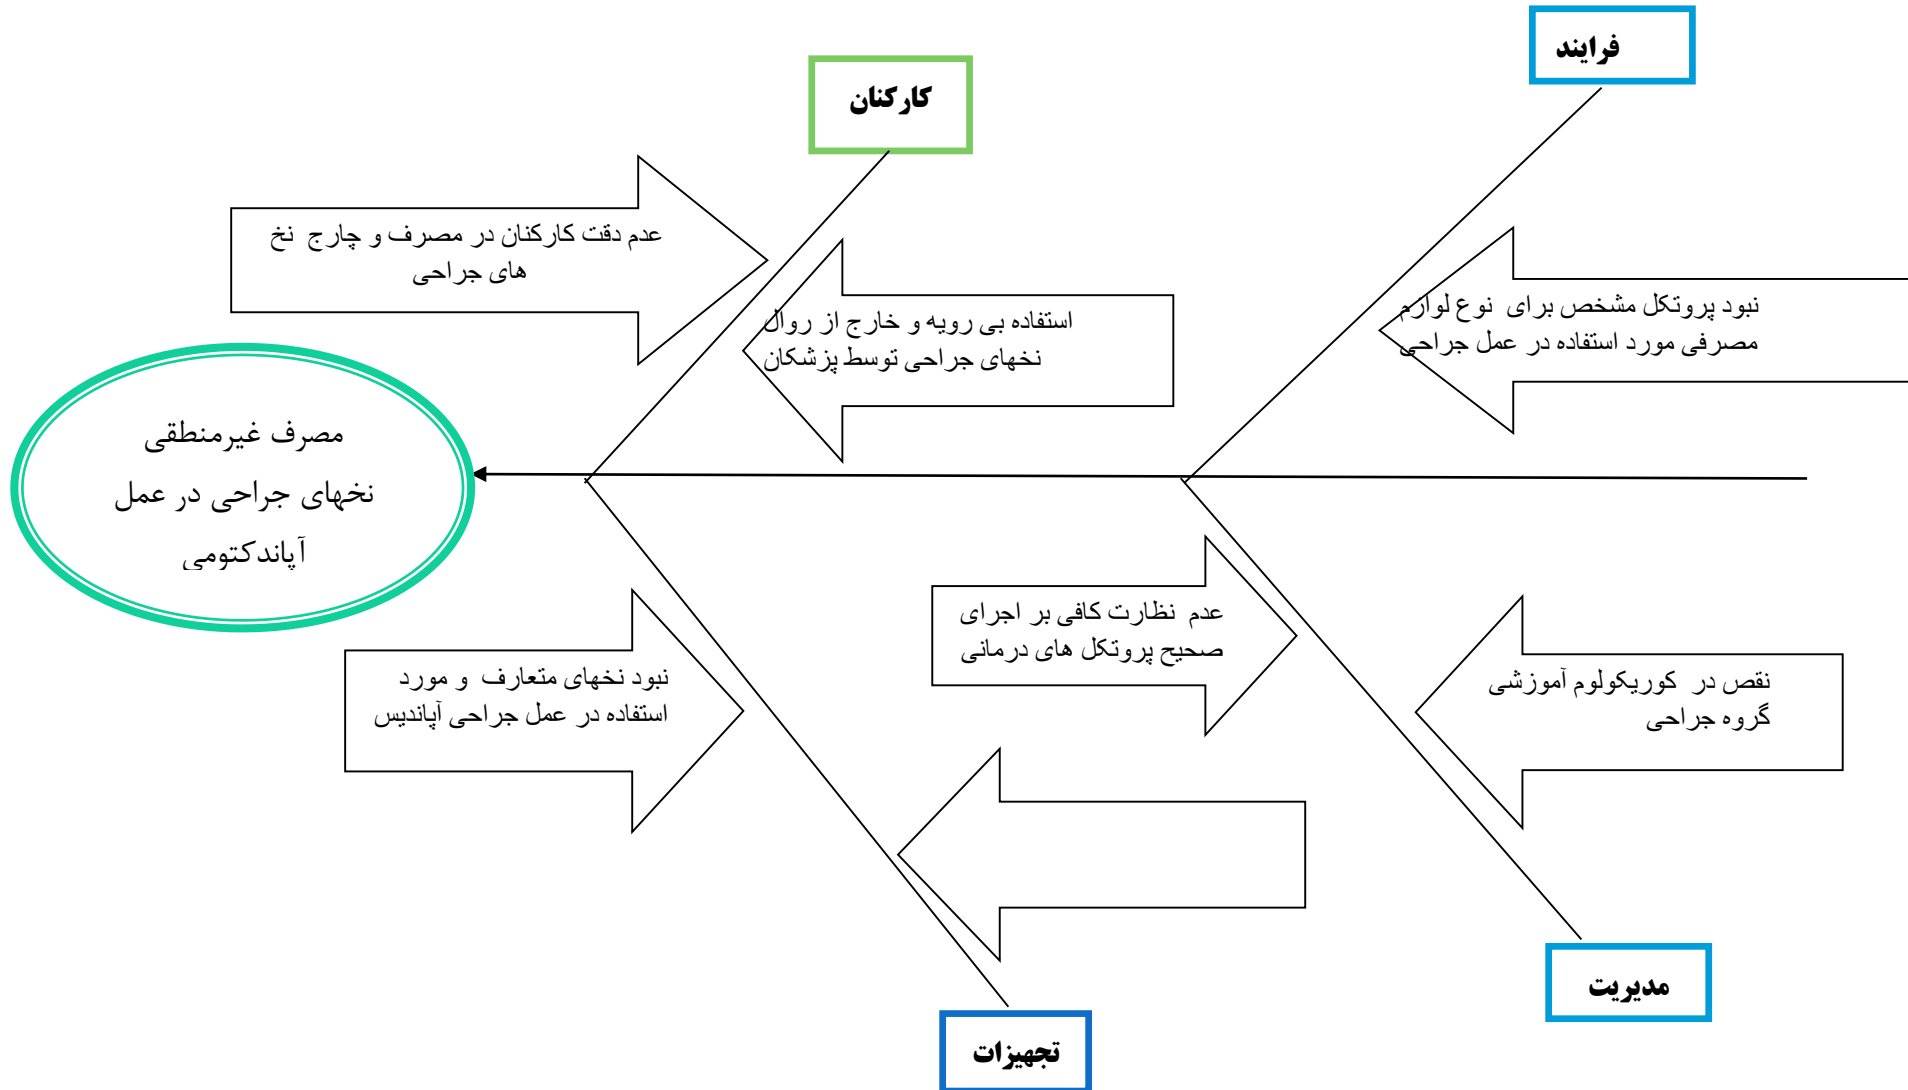 فرایند
کارکنان
عدم دقت کارکنان در مصرف و چارج نخ
های جراحی
استفاده بی رویه و خارج از روال
نخهای جراحی توسط پزشکان
نبود پروتکل مشخص برای نوع لوازم
مصرفی مورد استفاده در عمل جراحی
مصرف غیرمنطقی
نخهای جراحی در عمل
آپاندکتومی
عدم نظارت کافی بر اجرای
صحیح پروتکل های درمانی
نقص در کوریکولوم آموزشی
گروه جراحی
نبود نخهای متعارف و مورد
استفاده در عمل جراحی آپاندیس
مدیریت
تجهیزات